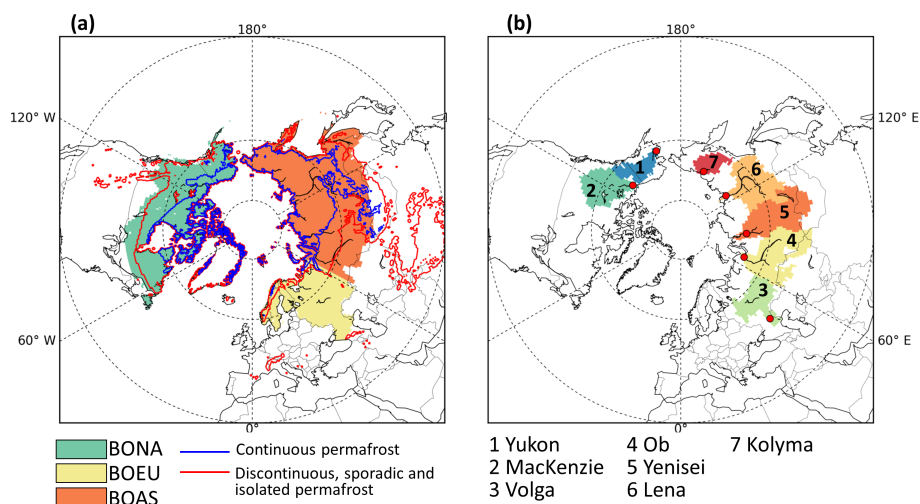 (a)
(b)
180°
180°
120° W
120° E
60° W
60° E
0°
0°
1
2
3
4
5
6
7
BONA
BOEU
BOAS
Continuous permafrost
Discontinuous, sporadic and
isolated permafrost
1 Yukon
2 MacKenzie
3 Volga
4 Ob
5 Yenisei
6 Lena
7 Kolyma